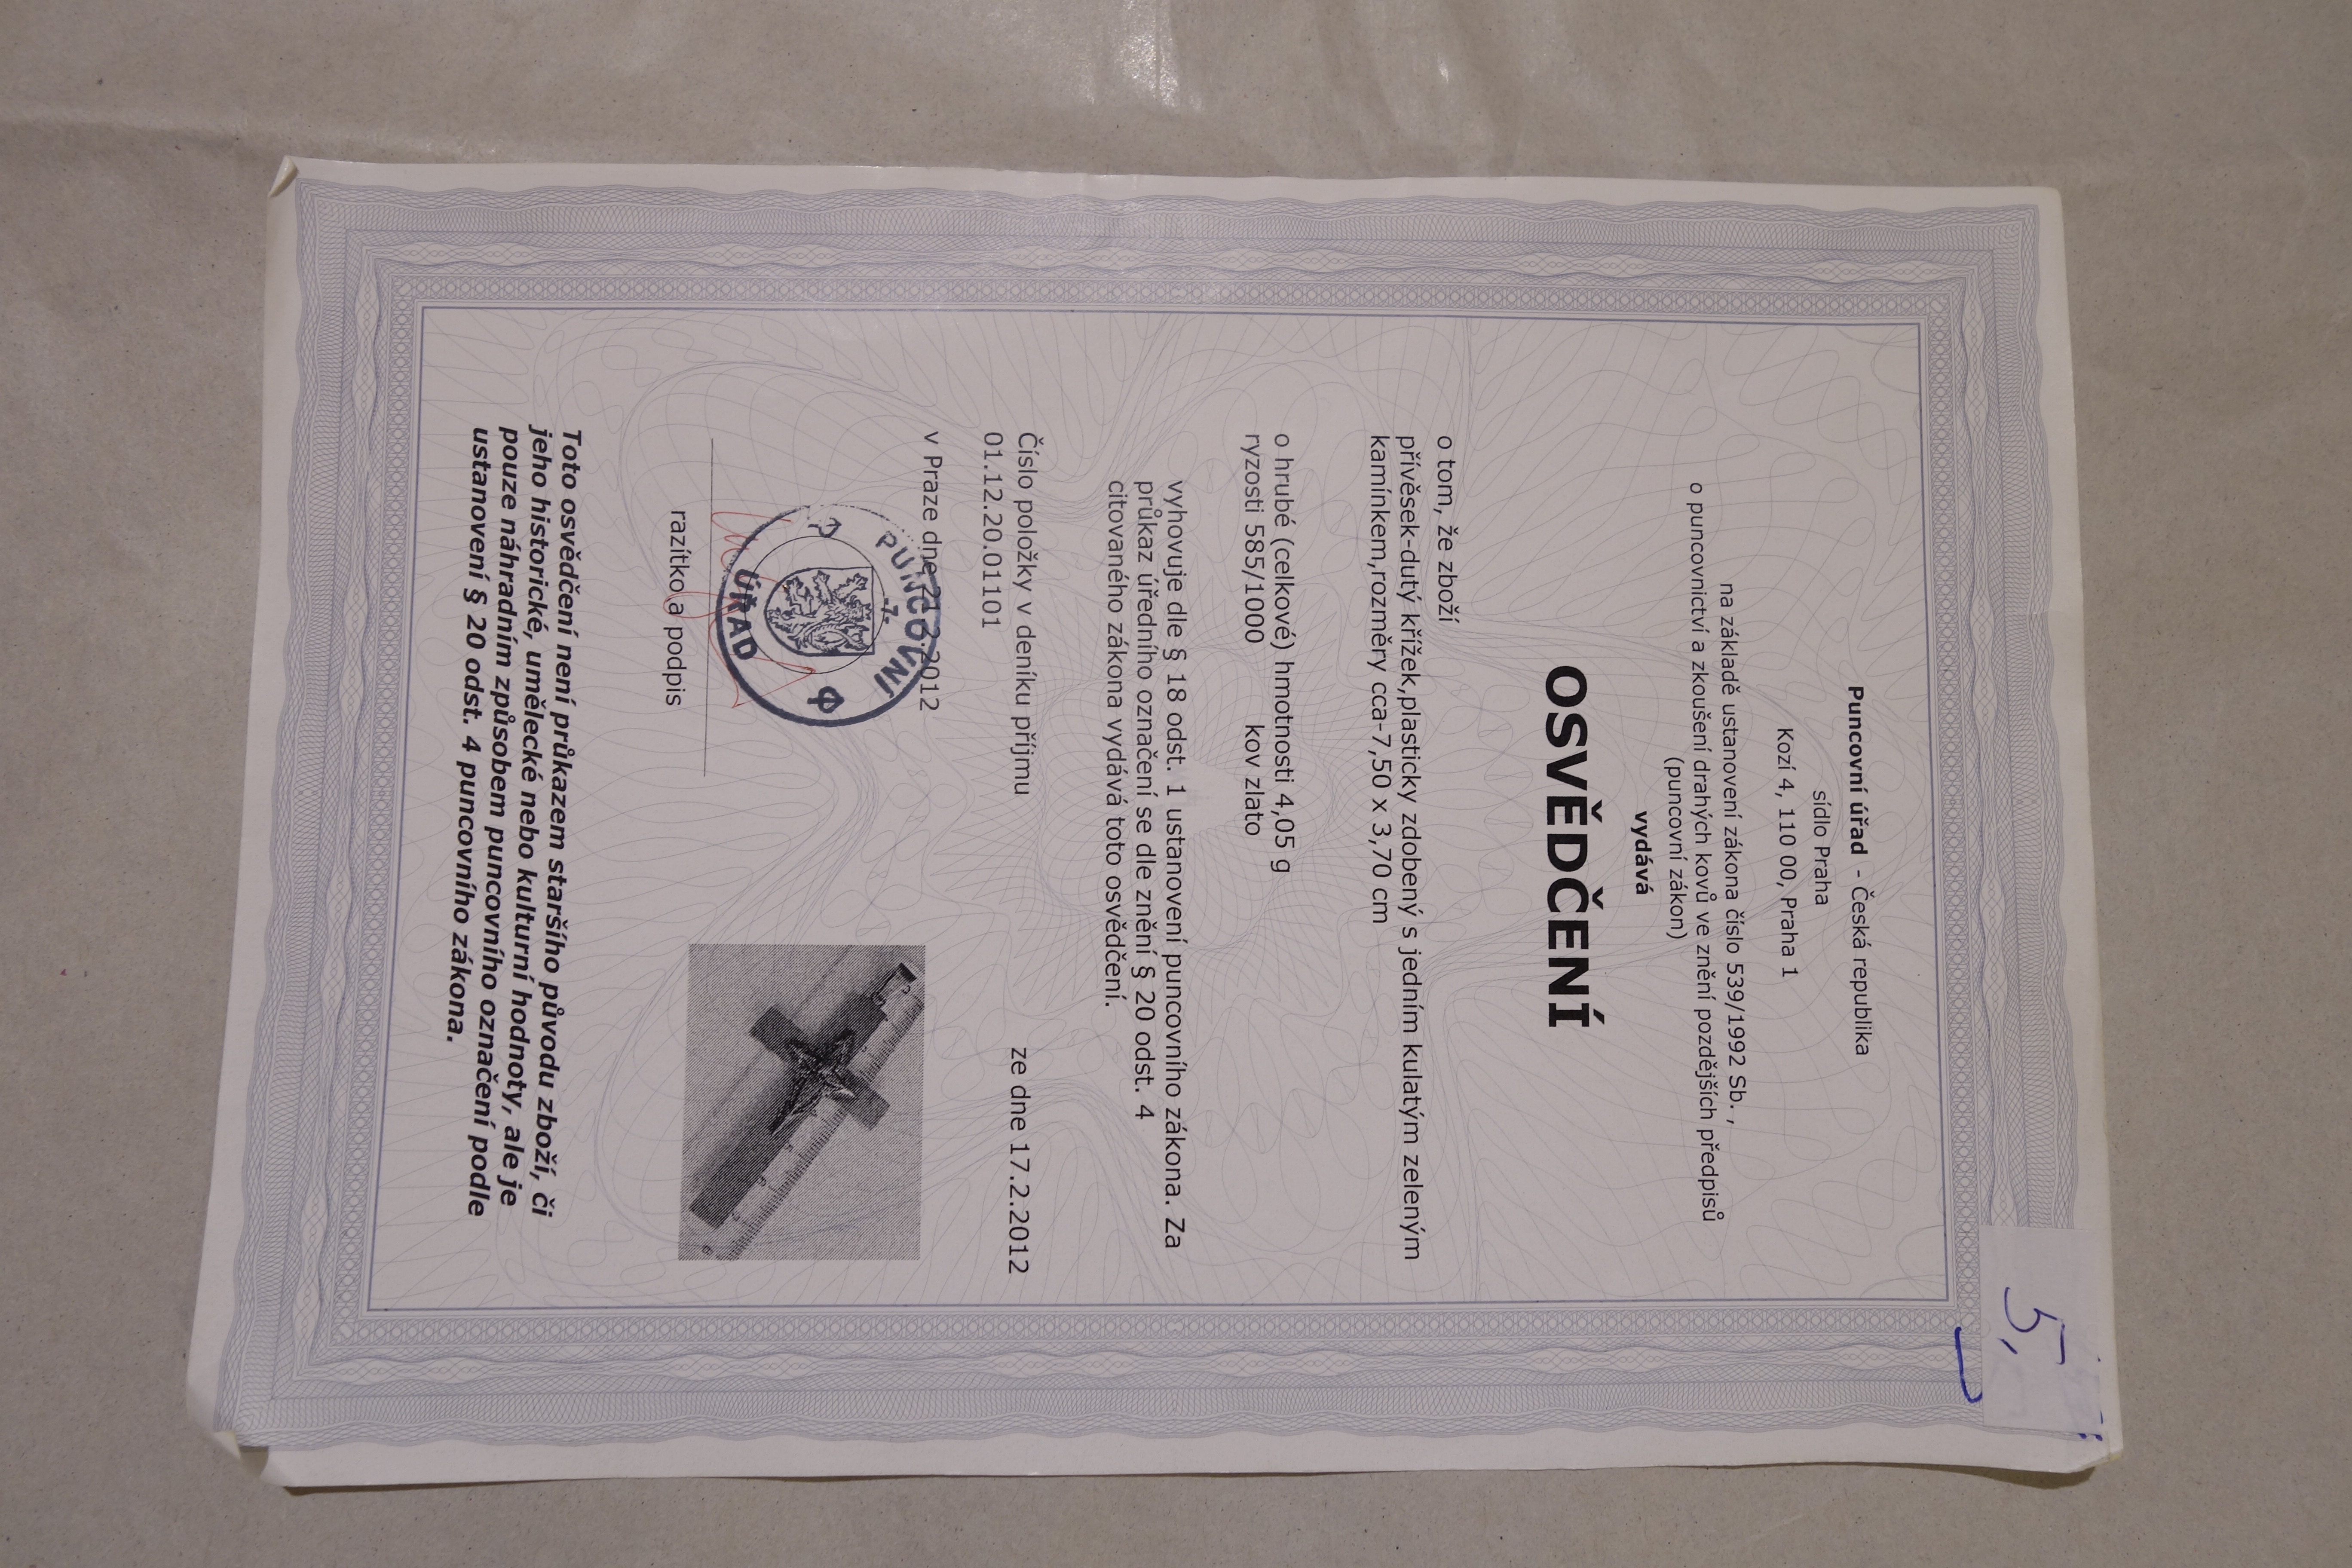 5,
Puncovní úřad - Česká republika
sídlo Praha
Kozí 4, 110 00, Praha 1
na základě ustanovení zákona číslo 539/1992 Sb. ,
o puncovnictví a zkoušení drahých kovů ve znění pozdějších předpisů
(puncovní zákon)
vydává
OSVĚDČENÍ
o tom, že zboží
přívěsek-dutý křížek,plasticky zdobený s jedním kulatým zeleným
kamínkem,rozměry cca-7,50 x 3,70 cm
o hrubé (celkové) hmotnosti 4,05 g
ryzosti 585/1000 kov zlato
vyhovuje dle § 18 odst. 1 ustanovení puncovního zákona. Za
průkaz úředního označení se dle znění § 20 odst. 4
citovaného zákona vydává toto osvědčení.
Číslo položky v deníku příjmu ze dne 17.2.2012
01.12.20.01101
v Praze dne 21.2.2012
PUNCOVNÍ
-7-
ÚŘAD
razítko a podpis
Toto osvědčení není průkazem staršího původu zboží, či
jeho historické, umělecké nebo kulturní hodnoty, ale je
pouze náhradním způsobem puncovního označení podle
ustanovení § 20 odst. 4 puncovního zákona.